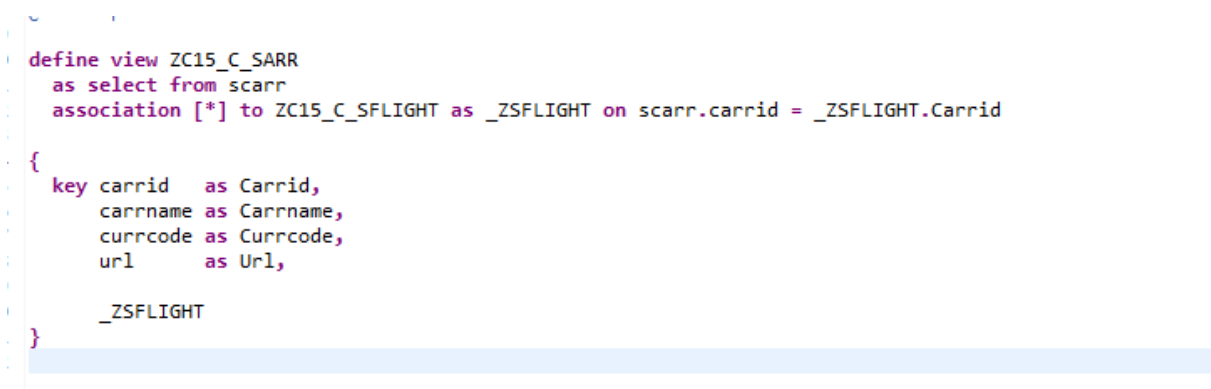 define view ZC15_C_SARR
as select from scarr
association [*] to ZC15_C_SFLIGHT as _ZSFLIGHT on scarr.carrid = _ZSFLIGHT.Carrid
{
key carrid as Carrid,
carrname as Carrname,
currcode as Currcode,
url as Url,
_ZSFLIGHT
}